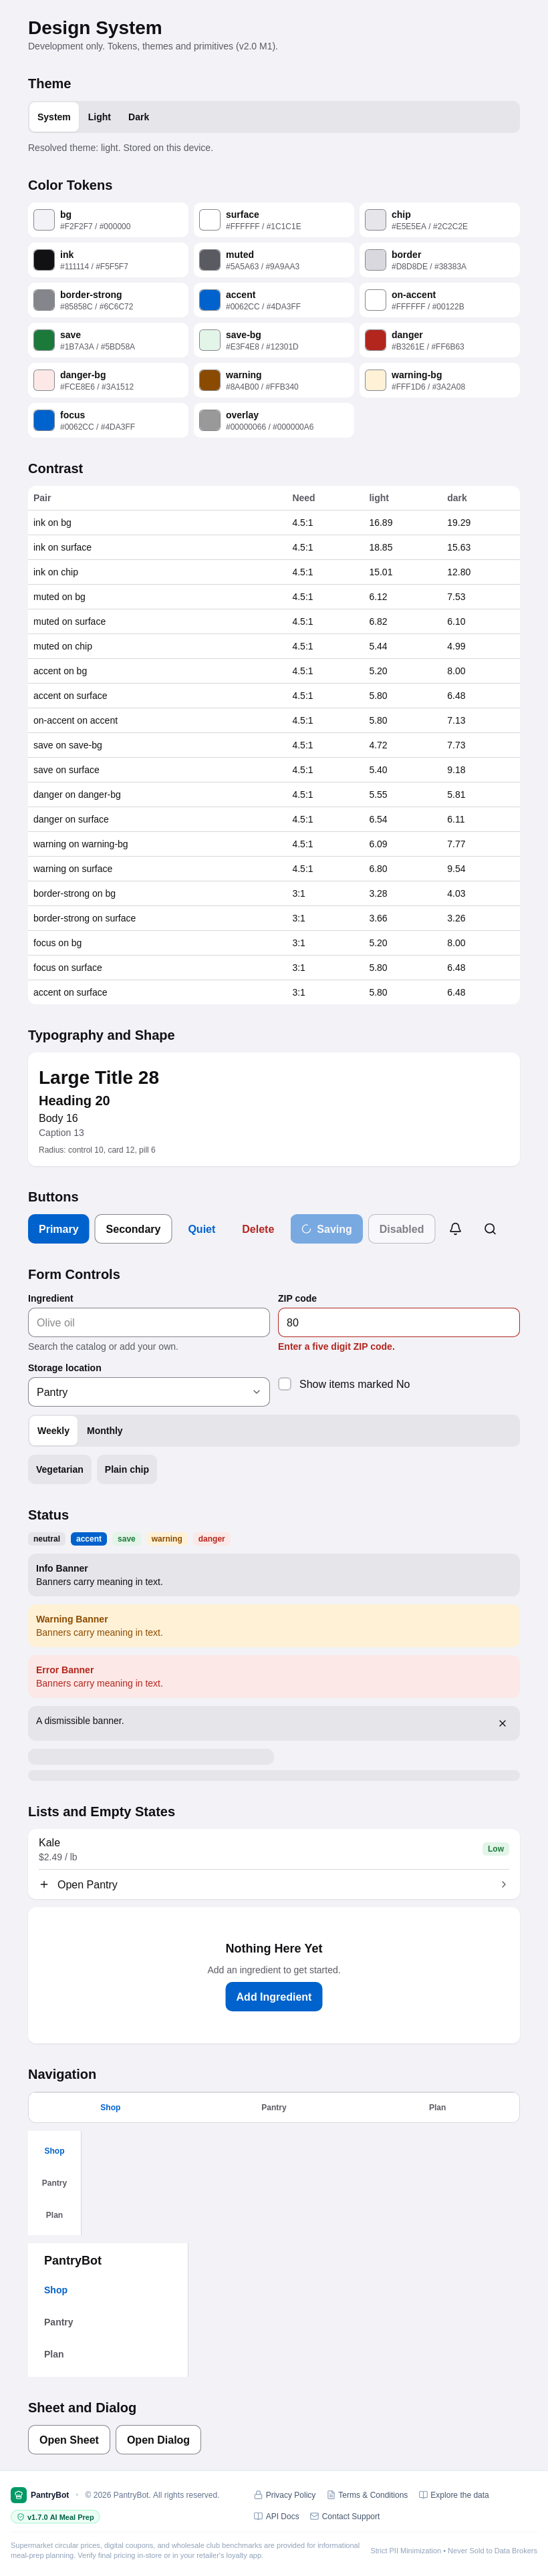 Design System
Development only. Tokens, themes and primitives (v2.0 M1).
Theme
System Light Dark
Resolved theme: light. Stored on this device.
Color Tokens
bg surface chip
#F2F2F7 / #000000 #FFFFFF / #1C1C1E #E5E5EA / #2C2C2E
ink muted border
#111114 / #F5F5F7 #5A5A63 / #9A9AA3 #D8D8DE / #38383A
border-strong accent on-accent
#85858C / #6C6C72 #0062CC / #4DA3FF #FFFFFF / #00122B
save save-bg danger
#1B7A3A / #5BD58A #E3F4E8 / #12301D #B3261E / #FF6B63
danger-bg warning warning-bg
#FCE8E6 / #3A1512 #8A4B00 / #FFB340 #FFF1D6 / #3A2A08
focus overlay
#0062CC / #4DA3FF #00000066 / #000000A6
Contrast
Pair Need light dark
ink on bg 4.5:1 16.89 19.29
ink on surface 4.5:1 18.85 15.63
ink on chip 4.5:1 15.01 12.80
muted on bg 4.5:1 6.12 7.53
muted on surface 4.5:1 6.82 6.10
muted on chip 4.5:1 5.44 4.99
accent on bg 4.5:1 5.20 8.00
accent on surface 4.5:1 5.80 6.48
on-accent on accent 4.5:1 5.80 7.13
save on save-bg 4.5:1 4.72 7.73
save on surface 4.5:1 5.40 9.18
danger on danger-bg 4.5:1 5.55 5.81
danger on surface 4.5:1 6.54 6.11
warning on warning-bg 4.5:1 6.09 7.77
warning on surface 4.5:1 6.80 9.54
border-strong on bg 3:1 3.28 4.03
border-strong on surface 3:1 3.66 3.26
focus on bg 3:1 5.20 8.00
focus on surface 3:1 5.80 6.48
accent on surface 3:1 5.80 6.48
Typography and Shape
Large Title 28
Heading 20
Body 16
Caption 13
Radius: control 10, card 12, pill 6
Buttons
Primary Secondary Quiet Delete Saving Disabled
Form Controls
Ingredient ZIP code
Olive oil 80
Search the catalog or add your own. Enter a five digit ZIP code.
Storage location
Pantry Show items marked No
Weekly Monthly
Vegetarian Plain chip
Status
neutral accent save warning danger
Info Banner
Banners carry meaning in text.
Warning Banner
Banners carry meaning in text.
Error Banner
Banners carry meaning in text.
A dismissible banner.
Lists and Empty States
Kale
$2.49 / lb
Low
Open Pantry
Nothing Here Yet
Add an ingredient to get started.
Add Ingredient
Navigation
Shop Pantry Plan
Shop
Pantry
Plan
PantryBot
Shop
Pantry
Plan
Sheet and Dialog
Open Sheet Open Dialog
PantryBot · © 2026 PantryBot. All rights reserved. Privacy Policy Terms & Conditions Explore the data
v1.7.0 AI Meal Prep API Docs Contact Support
Supermarket circular prices, digital coupons, and wholesale club benchmarks are provided for informational
meal-prep planning. Verify final pricing in-store or in your retailer's loyalty app.
Strict PII Minimization • Never Sold to Data Brokers